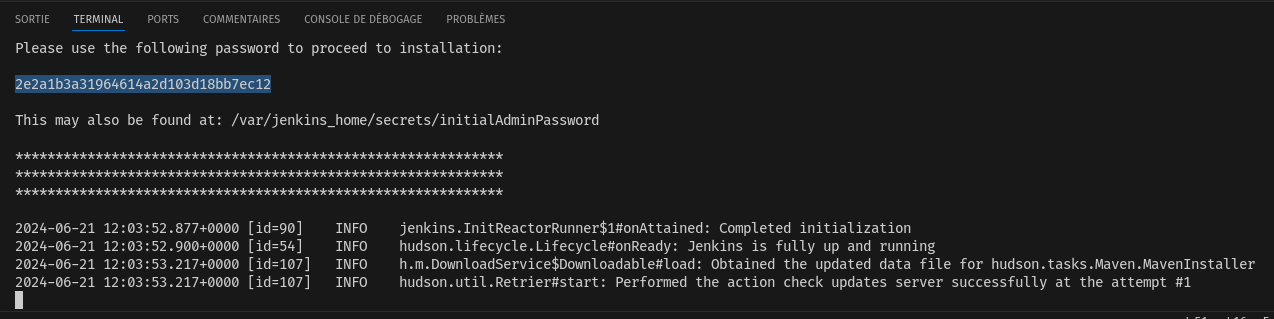 SORTIE TERMINAL PORTS COMMENTAIRES CONSOLE DE DÉBOGAGE PROBLÈMES
Please use the following password to proceed to installation:
2e2a1b3a31964614a2d103d18bb7ec12
This may also be found at: /var/jenkins_home/secrets/initialAdminPassword
*************************************************************
*************************************************************
*************************************************************
2024-06-21 12:03:52.877+0000 [id=90] INFO jenkins.InitReactorRunner$1#onAttained: Completed initialization
2024-06-21 12:03:52.900+0000 [id=54] INFO hudson.lifecycle.Lifecycle#onReady: Jenkins is fully up and running
2024-06-21 12:03:53.217+0000 [id=107] INFO h.m.DownloadService$Downloadable#load: Obtained the updated data file for hudson.tasks.Maven.MavenInstaller
2024-06-21 12:03:53.217+0000 [id=107] INFO hudson.util.Retrier#start: Performed the action check updates server successfully at the attempt #1